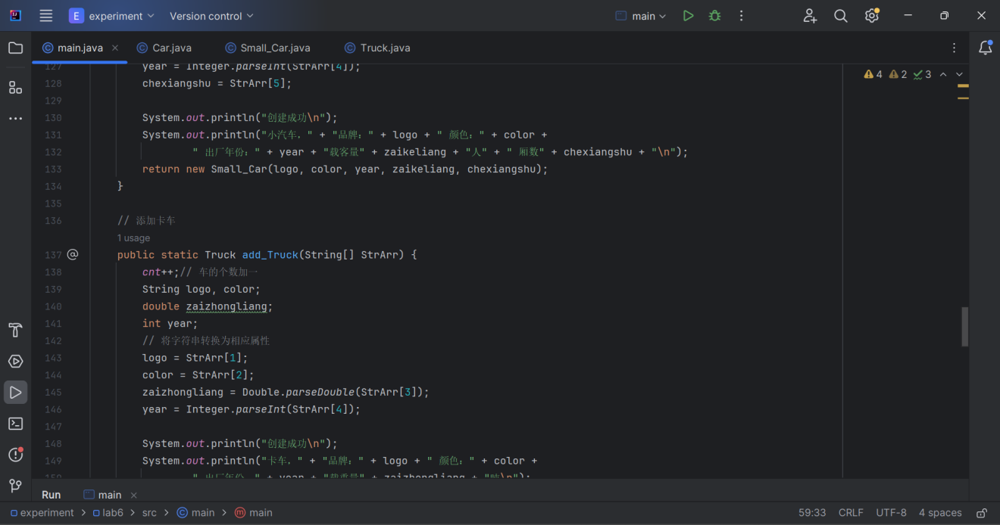 E experiment Version control main
main.java Car.java Small_Car.java Truck.java
4 2 3
127 year = Integer.parseInt(StrArr[4]);
128 chexiangshu = StrArr[5];
129
130 System.out.println("创建成功\n");
131 System.out.println("小汽车，" + "品牌：" + logo + " 颜色：" + color +
132 " 出厂年份：" + year + "载客量" + zaikeliang + "人" + " 厢数" + chexiangshu + "\n");
133 return new Small_Car(logo, color, year, zaikeliang, chexiangshu);
134 }
135
136 // 添加卡车
1 usage
137 @ public static Truck add_Truck(String[] StrArr) {
138 cnt++;// 车的个数加一
139 String logo, color;
140 double zaizhongliang;
141 int year;
142 // 将字符串转换为相应属性
143 logo = StrArr[1];
144 color = StrArr[2];
145 zaizhongliang = Double.parseDouble(StrArr[3]);
146 year = Integer.parseInt(StrArr[4]);
147
148 System.out.println("创建成功\n");
149 System.out.println("卡车，" + "品牌：" + logo + " 颜色：" + color +
150 " 出厂年份：" + year + "载重量" + zaizhongliang + "吨\n");
Run main
experiment > lab6 > src > main > main 59:33 CRLF UTF-8 4 spaces